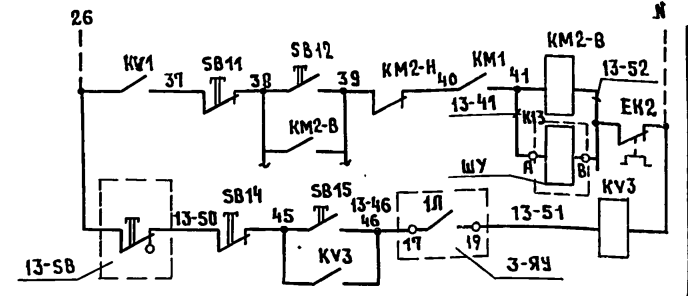 26
N
KV1
37
SB11
38
SB12
39
KM2-H
40
KM1
41
KM2-B
13-52
KM2-B
13-41
K13
EK2
A
B
ШУ
13-50
SB14
45
SB15
13-46
46
1Л
17
19
13-51
KV3
KV3
13-SB
3-ЯУ